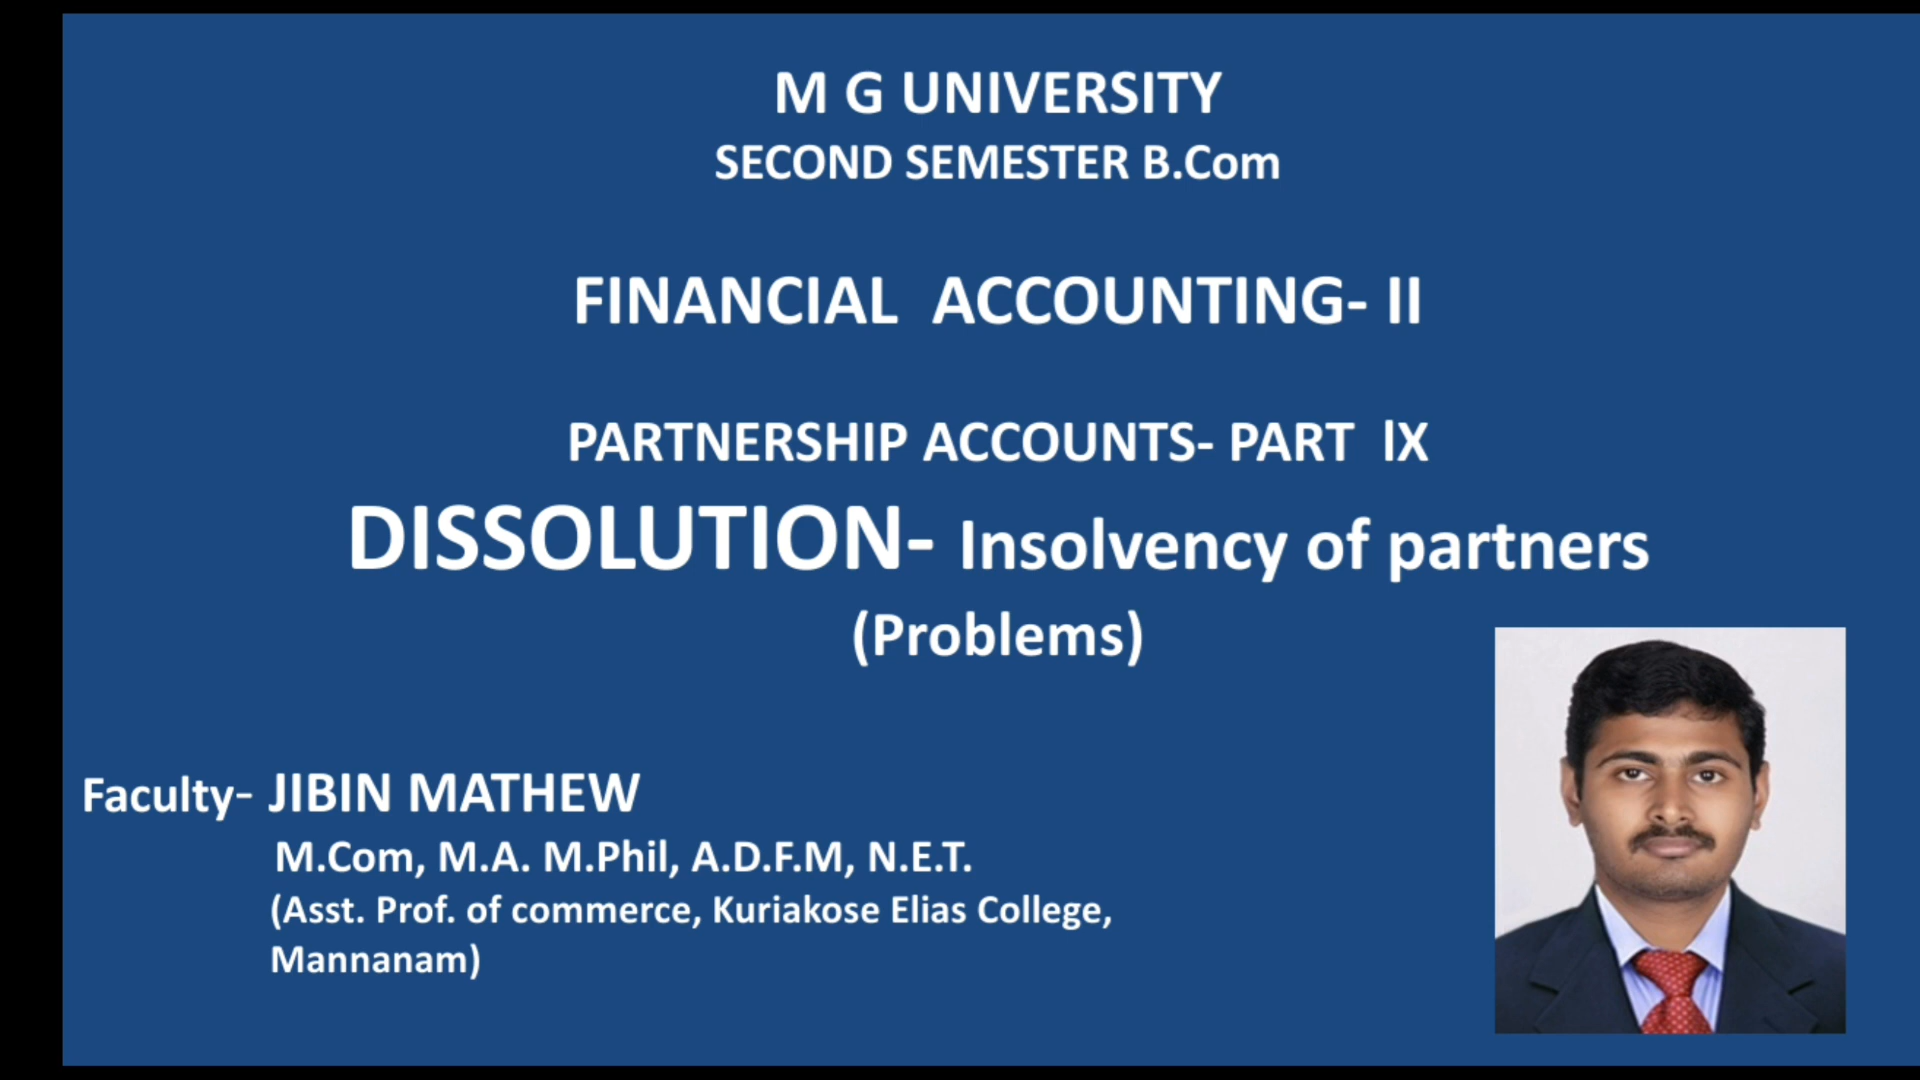 M G UNIVERSITY
SECOND SEMESTER B.Com
FINANCIAL ACCOUNTING- II
PARTNERSHIP ACCOUNTS- PART lX
DISSOLUTION- Insolvency of partners
(Problems)
Faculty- JIBIN MATHEW
M.Com, M.A. M.Phil, A.D.F.M, N.E.T.
(Asst. Prof. of commerce, Kuriakose Elias College,
Mannanam)